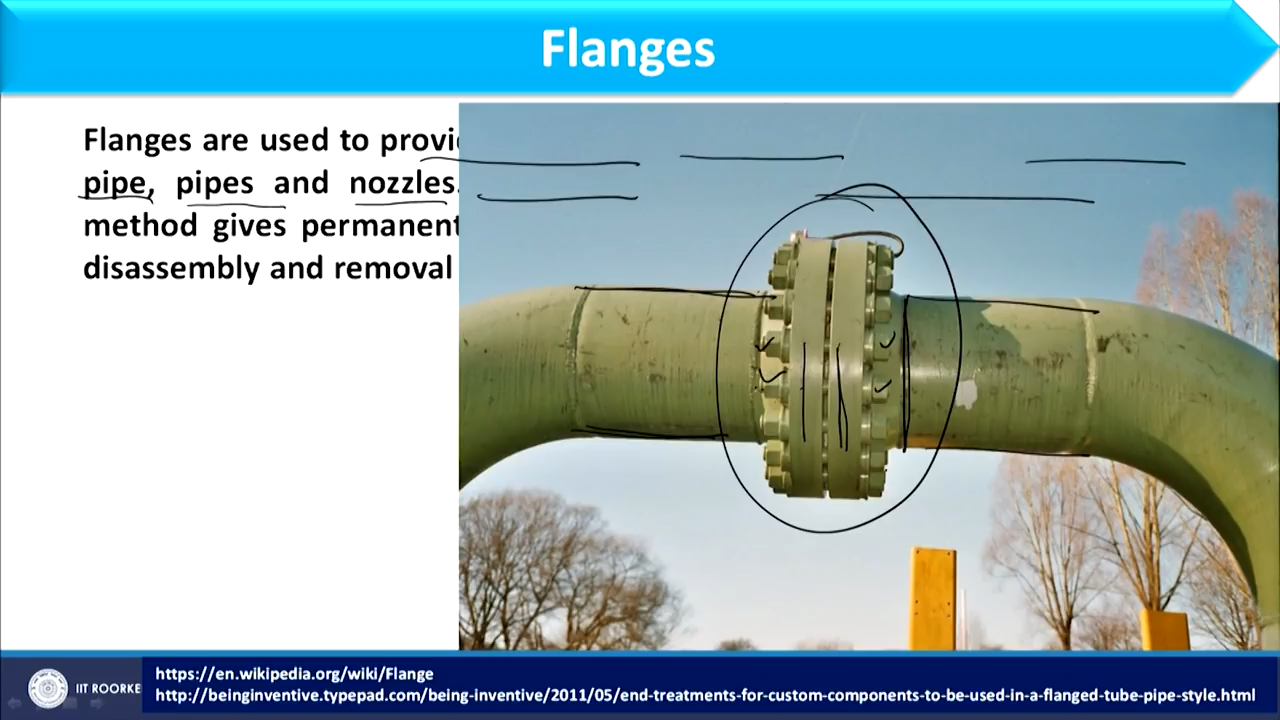 Flanges
Flanges are used to provi
pipe, pipes and nozzles.
method gives permanent
disassembly and removal
IIT ROORKE
https://en.wikipedia.org/wiki/Flange
http://beinginventive.typepad.com/being-inventive/2011/05/end-treatments-for-custom-components-to-be-used-in-a-flanged-tube-pipe-style.html